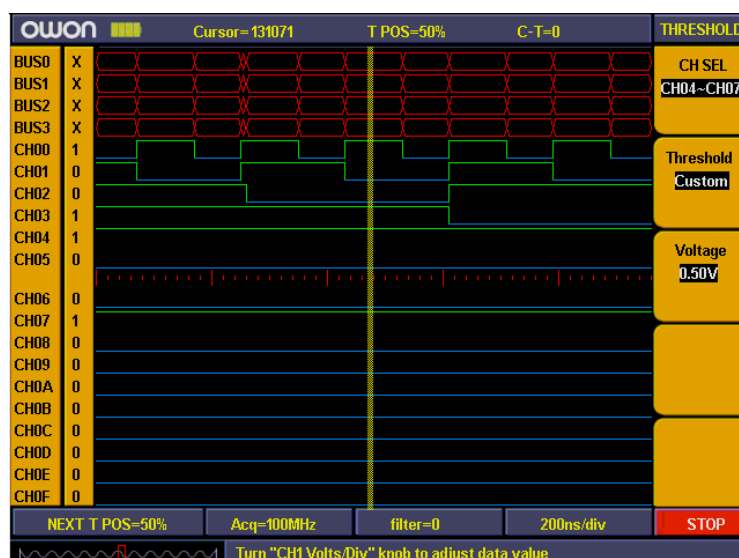 owon Cursor=131071 T POS=50% C-T=0 THRESHOLD
BUS0 X
BUS1 X
BUS2 X
BUS3 X
CH00 1
CH01 0
CH02 0
CH03 1
CH04 1
CH05 0
CH06 0
CH07 1
CH08 0
CH09 0
CH0A 0
CH0B 0
CH0C 0
CH0D 0
CH0E 0
CH0F 0
CH SEL
CH04~CH07
Threshold
Custom
Voltage
0.50V
NEXT T POS=50% Acq=100MHz filter=0 200ns/div STOP
Turn "CH1 Volts/Div" knob to adjust data value